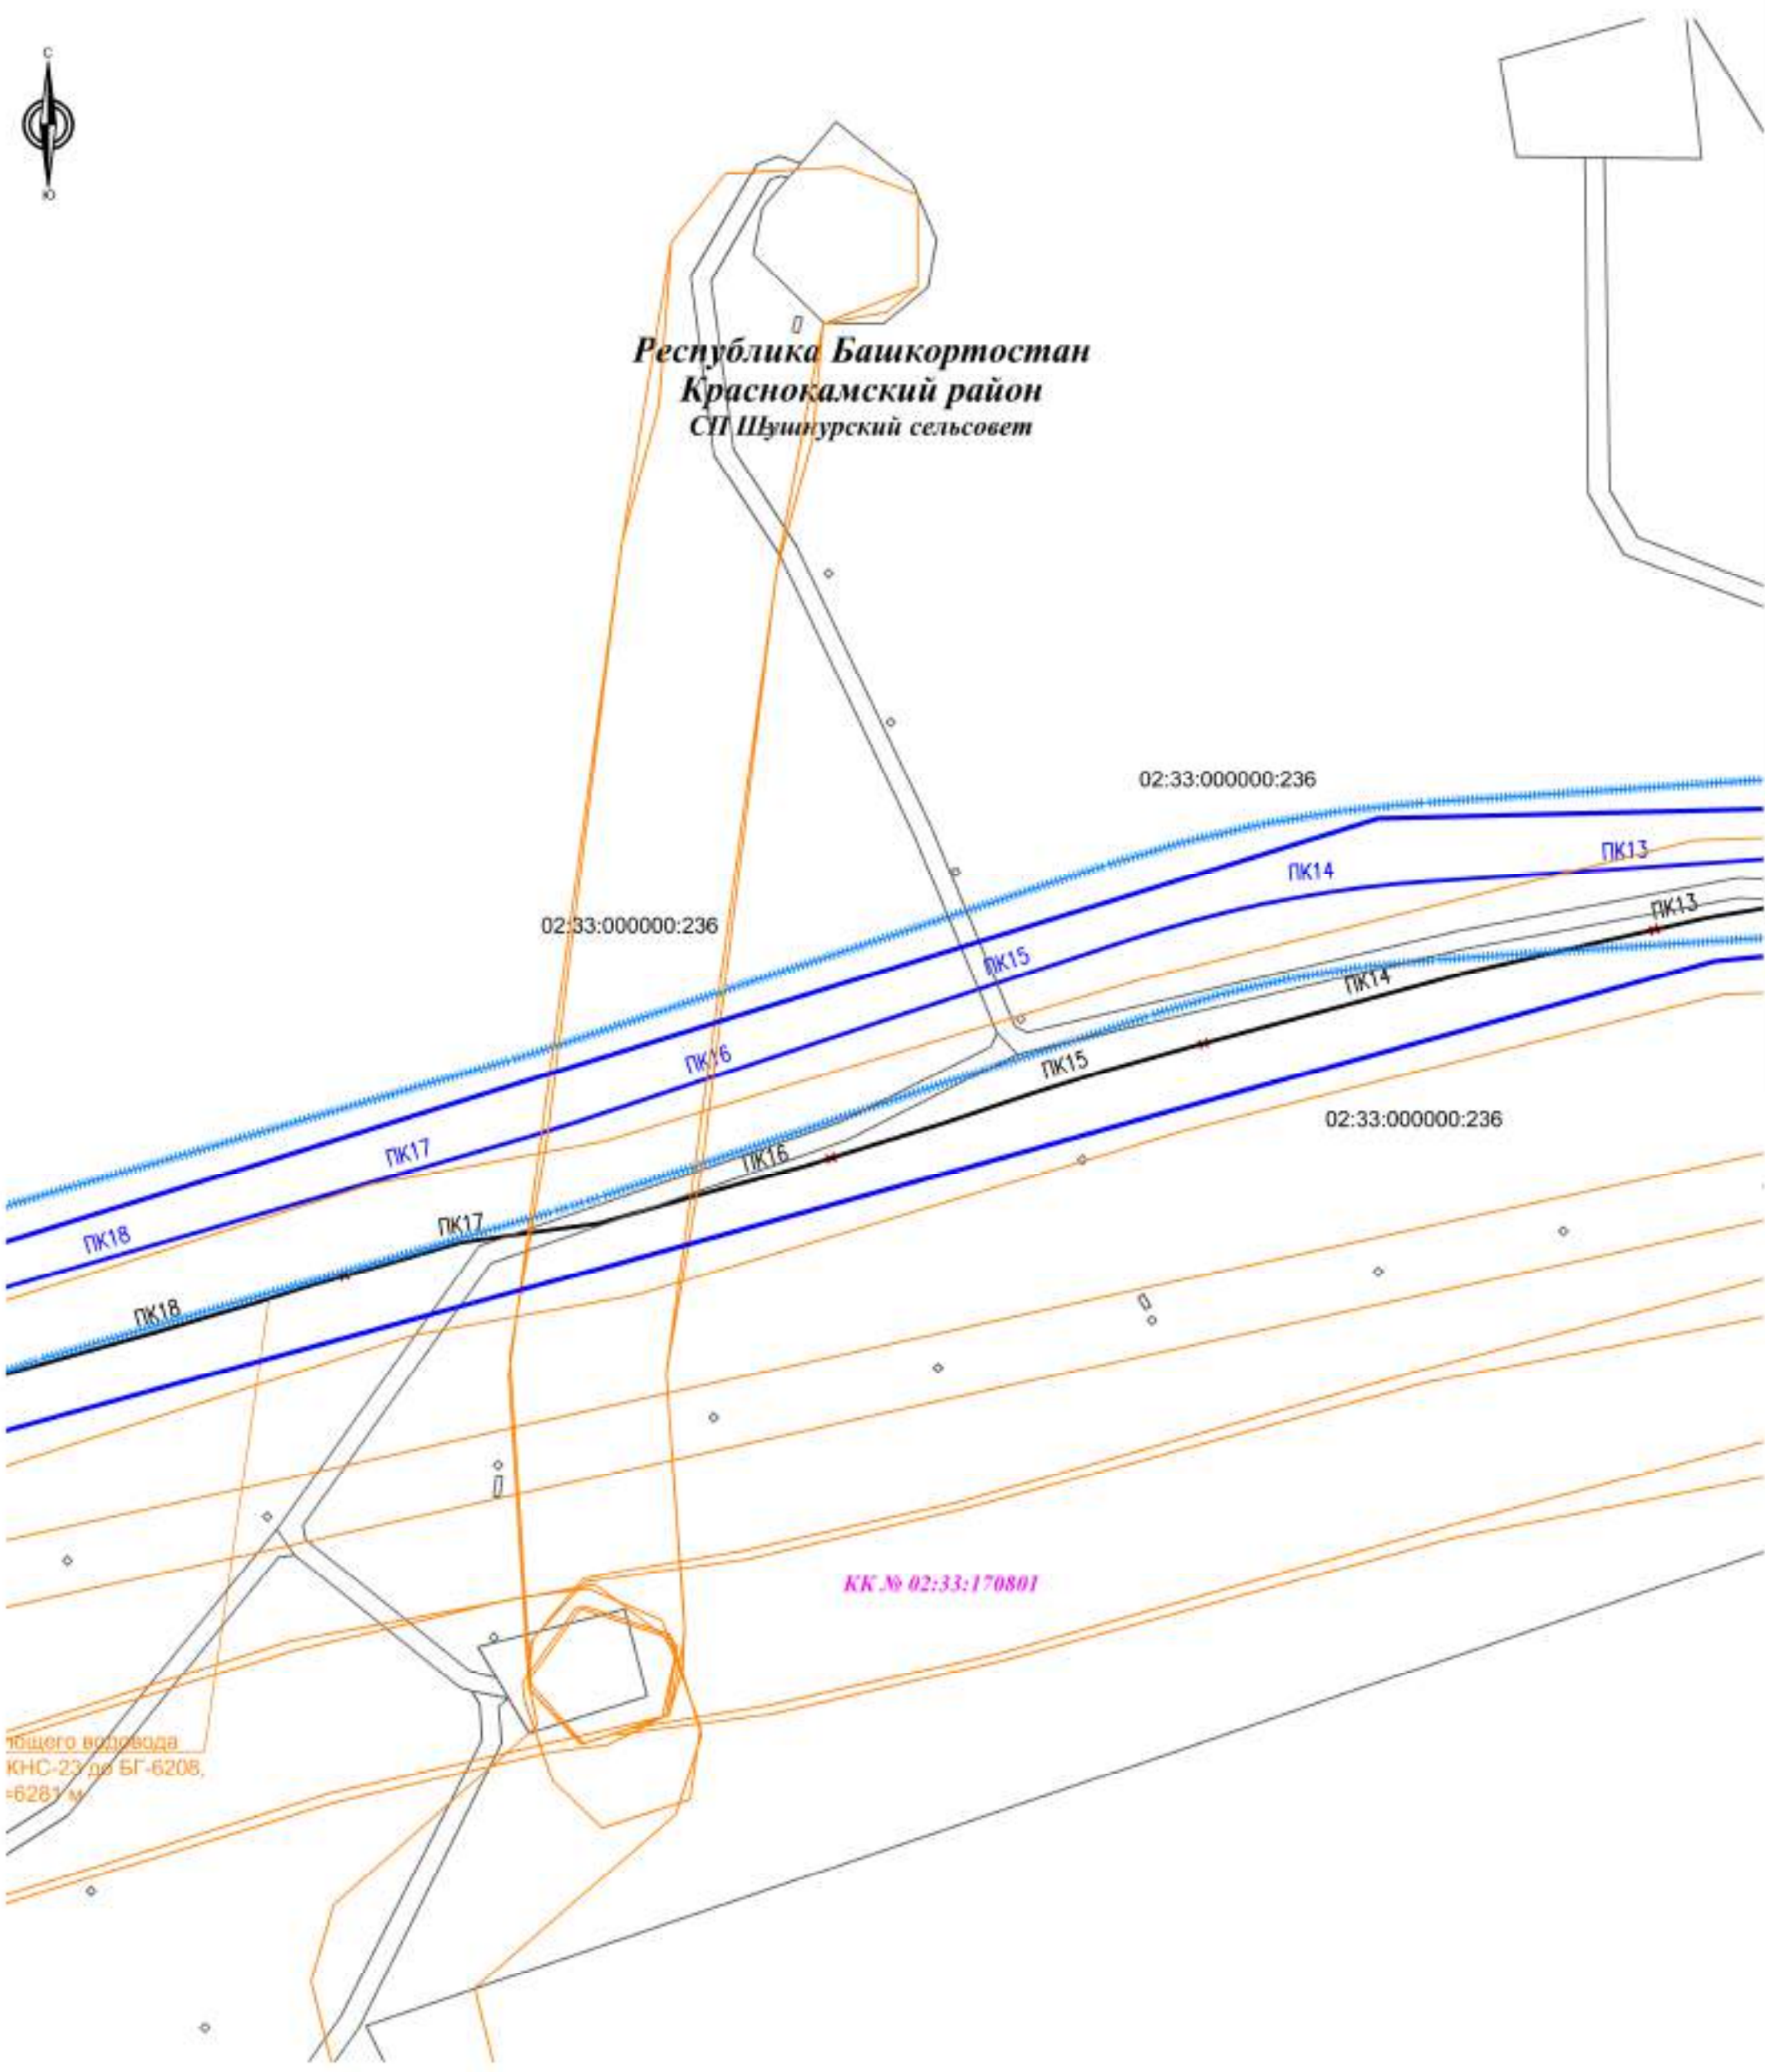 С
Ю
Республика Башкортостан
Краснокамский район
СП Шушнурский сельсовет
02:33:000000:236
ПК13
ПК14
ПК13
02:33:000000:236
ПК15
ПК14
ПК16
ПК15
02:33:000000:236
ПК17
ПК16
ПК17
ПК18
ПК18
КК № 02:33:170801
ющего водовода
КНС-23 до БГ-6208,
=6281 м